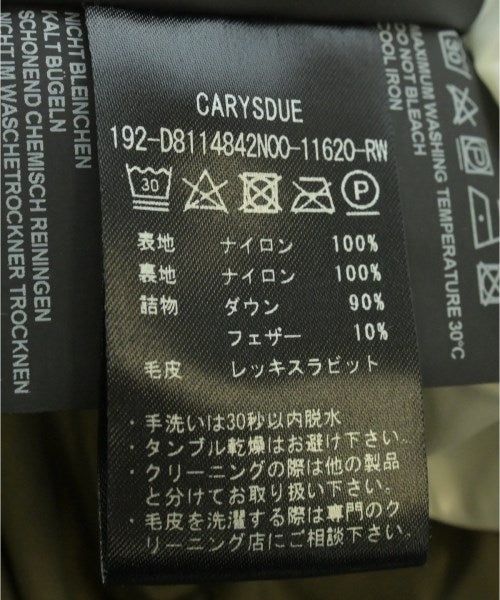 CARYSDUE
192-D8114842N00-11620-RW
30
P
表地 ナイロン 100%
裏地 ナイロン 100%
詰物 ダウン 90%
フェザー 10%
毛皮 レッキスラビット
・手洗いは30秒以内脱水
・タンブル乾燥はお避け下さい。
・クリーニングの際は他の製品
と分けてお取り扱い下さい。
・毛皮を洗濯する際は専門のク
リーニング店にご相談下さい。
NICHT BLEICHEN
KALT BÜGELN
SCHONEND CHEMISCH REINIGEN
NICHT IM WASCHETROCKNER TROCKNEN
30
P
30
MAXIMUM WASHING TEMPERATURE 30°C
DO NOT BLEACH
COOL IRON